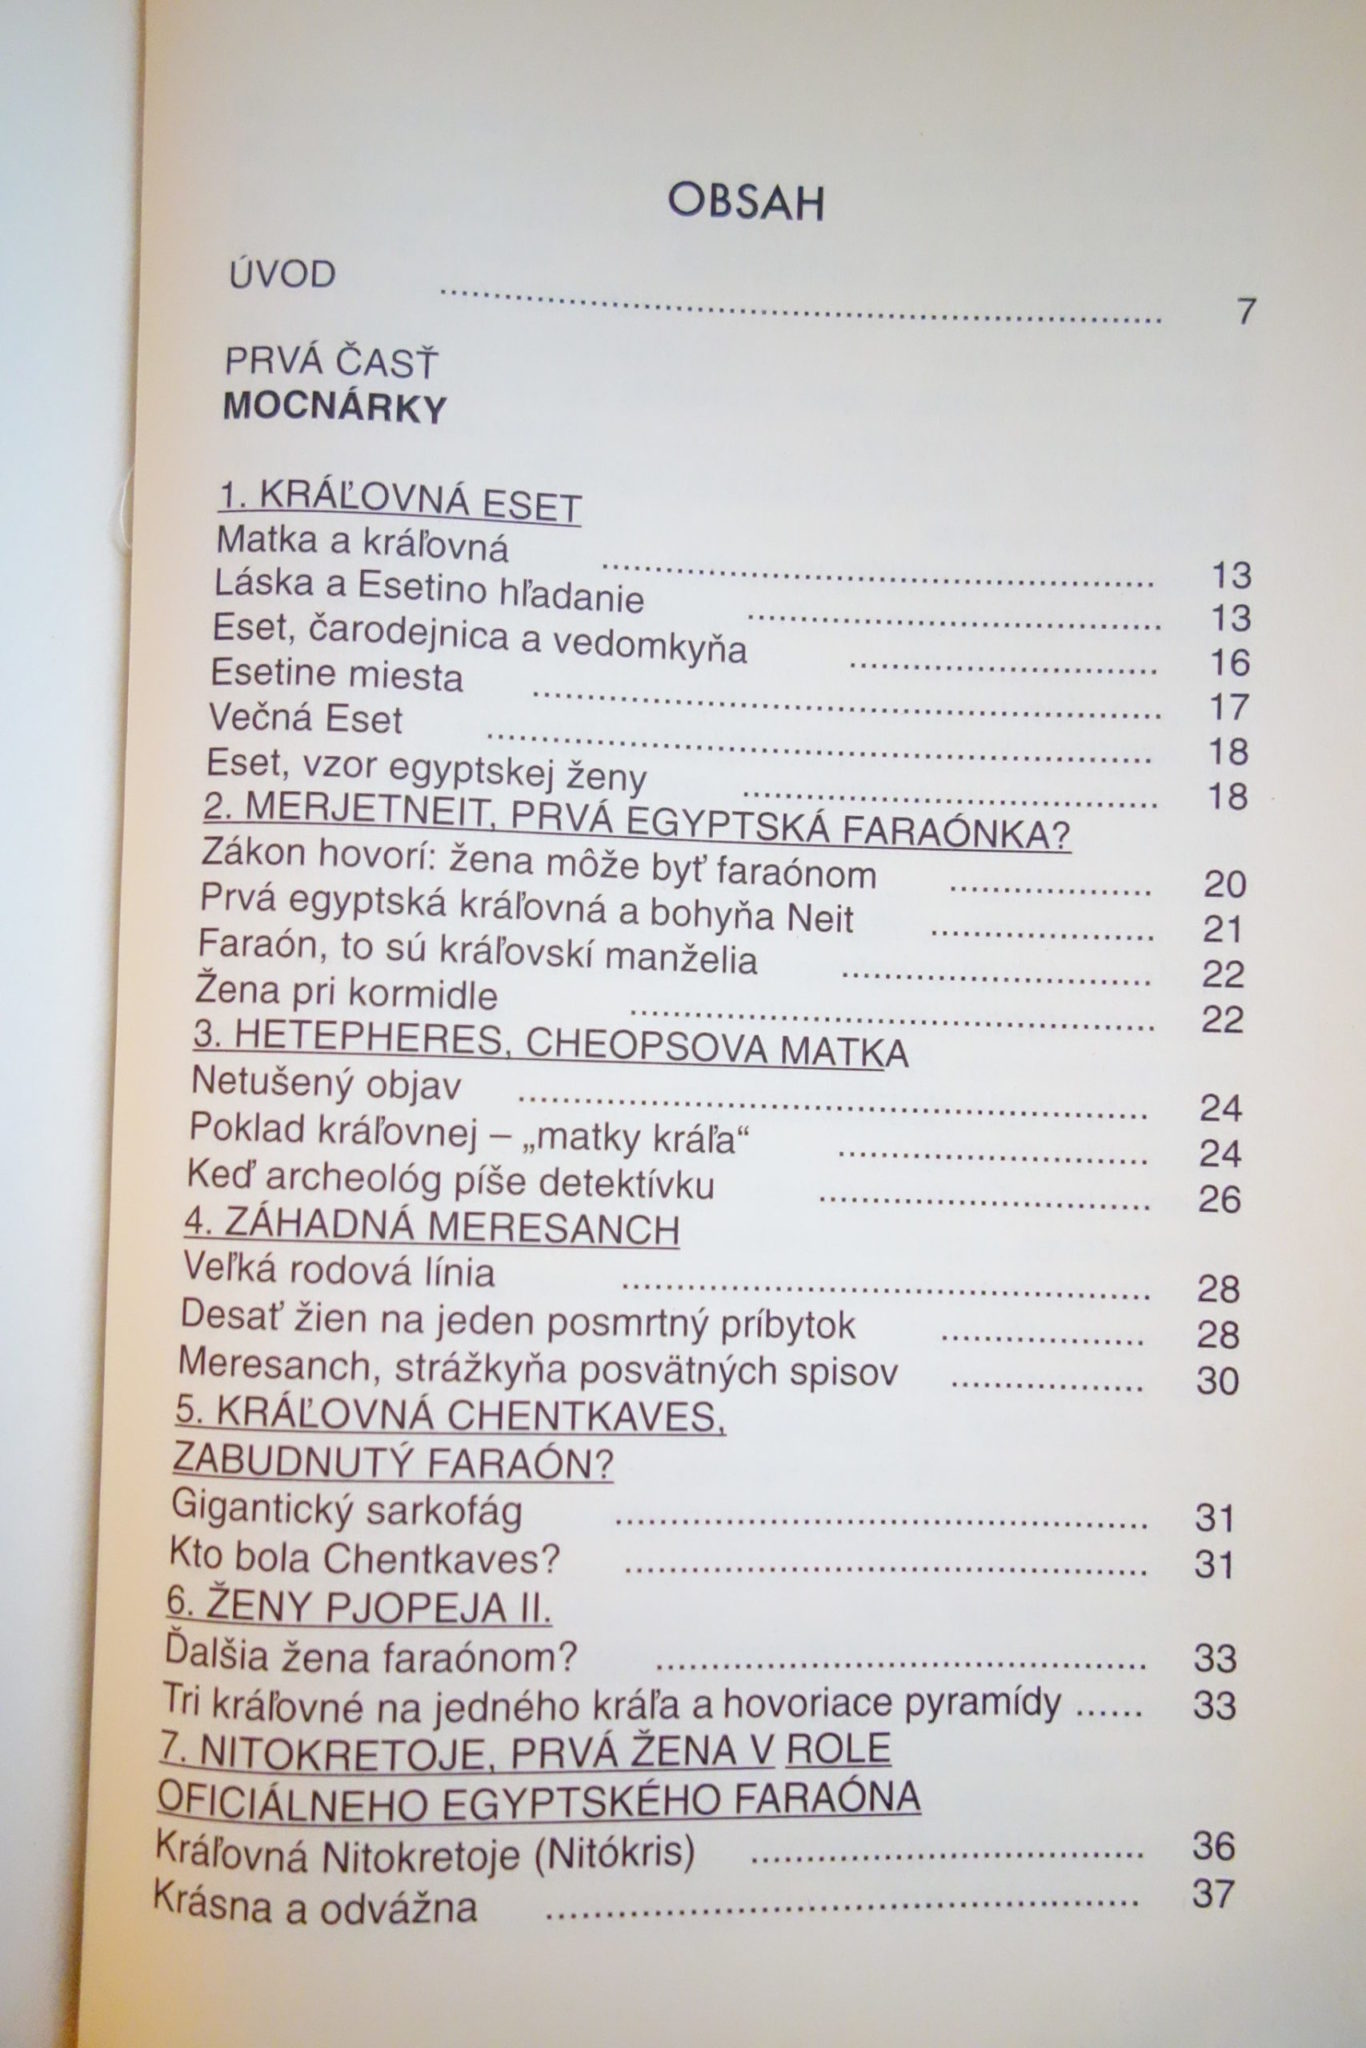 OBSAH
ÚVOD ........ 7
PRVÁ ČASŤ
MOCNÁRKY
1. KRÁĽOVNÁ ESET
Matka a kráľovná ........ 13
Láska a Esetino hľadanie ........ 13
Eset, čarodejnica a vedomkyňa ........ 16
Esetine miesta ........ 17
Večná Eset ........ 18
Eset, vzor egyptskej ženy ........ 18
2. MERJETNEIT, PRVÁ EGYPTSKÁ FARAÓNKA?
Zákon hovorí: žena môže byť faraónom ........ 20
Prvá egyptská kráľovná a bohyňa Neit ........ 21
Faraón, to sú kráľovskí manželia ........ 22
Žena pri kormidle ........ 22
3. HETEPHERES, CHEOPSOVA MATKA
Netušený objav ........ 24
Poklad kráľovnej – „matky kráľa“ ........ 24
Keď archeológ píše detektívku ........ 26
4. ZÁHADNÁ MERESANCH
Veľká rodová línia ........ 28
Desať žien na jeden posmrtný príbytok ........ 28
Meresanch, strážkyňa posvätných spisov ........ 30
5. KRÁĽOVNÁ CHENTKAVES,
ZABUDNUTÝ FARAÓN?
Gigantický sarkofág ........ 31
Kto bola Chentkaves? ........ 31
6. ŽENY PJOPEJA II.
Ďalšia žena faraónom? ........ 33
Tri kráľovné na jedného kráľa a hovoriace pyramídy ...... 33
7. NITOKRETOJE, PRVÁ ŽENA V ROLE
OFICIÁLNEHO EGYPTSKÉHO FARAÓNA
Kráľovná Nitokretoje (Nitókris) ........ 36
Krásna a odvážna ........ 37